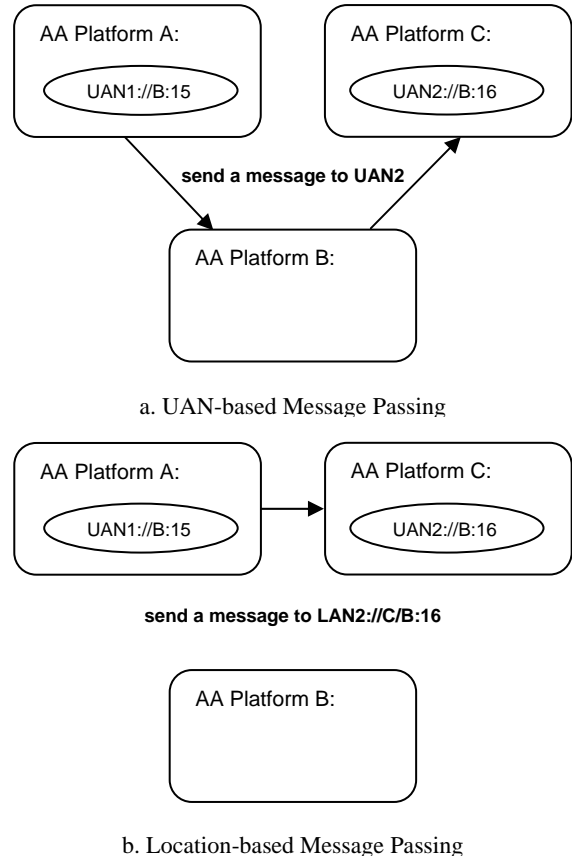 AA Platform A:
AA Platform C:
UAN1://B:15
UAN2://B:16
send a message to UAN2
AA Platform B:
a. UAN-based Message Passing
AA Platform A:
AA Platform C:
UAN1://B:15
UAN2://B:16
send a message to LAN2://C/B:16
AA Platform B:
b. Location-based Message Passing